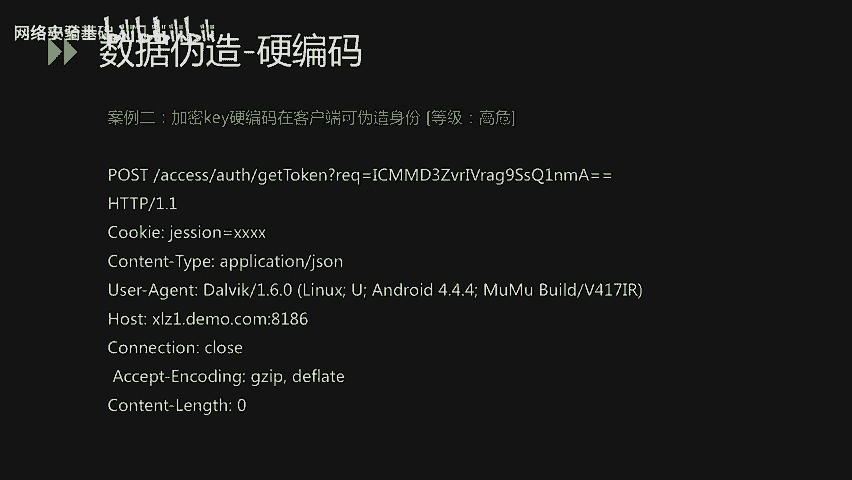 网络安全基础
数据伪造-硬编码
案例二：加密key硬编码在客户端可伪造身份 [等级：高危]
POST /access/auth/getToken?req=ICMMD3ZvrIVrag9SsQ1nmA==
HTTP/1.1
Cookie: jession=xxxx
Content-Type: application/json
User-Agent: Dalvik/1.6.0 (Linux; U; Android 4.4.4; MuMu Build/V417IR)
Host: xlz1.demo.com:8186
Connection: close
Accept-Encoding: gzip, deflate
Content-Length: 0